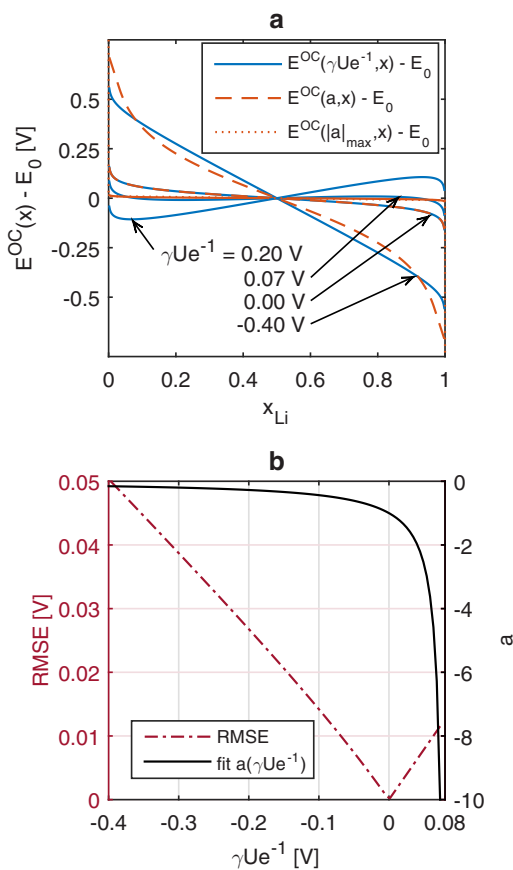 a
E^OC(γUe^-1,x) - E_0
E^OC(a,x) - E_0
E^OC(|a|_max,x) - E_0
E^OC(x) - E_0 [V]
0.5
0.25
0
-0.25
-0.5
γUe^-1 = 0.20 V
0.07 V
0.00 V
-0.40 V
0 0.2 0.4 0.6 0.8 1
x_Li
b
RMSE [V]
0.05
0.04
0.03
0.02
0.01
0
0
-2
-4
-6
-8
-10
a
RMSE
fit a(γUe^-1)
-0.4 -0.3 -0.2 -0.1 0 0.08
γUe^-1 [V]